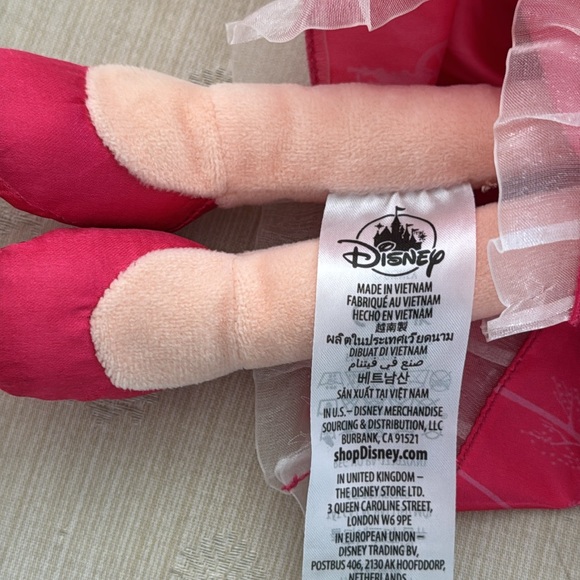 Disney
MADE IN VIETNAM
FABRIQUÉ AU VIETNAM
HECHO EN VIETNAM
越南製
ผลิตในประเทศเวียดนาม
DIBUAT DI VIETNAM
صنع في فيتنام
베트남산
SẢN XUẤT TẠI VIỆT NAM
IN U.S. – DISNEY MERCHANDISE
SOURCING & DISTRIBUTION, LLC
BURBANK, CA 91521
shopDisney.com
IN UNITED KINGDOM –
THE DISNEY STORE LTD.
3 QUEEN CAROLINE STREET,
LONDON W6 9PE
IN EUROPEAN UNION –
DISNEY TRADING BV,
POSTBUS 406, 2130 AK HOOFDDORP,
NETHERLANDS